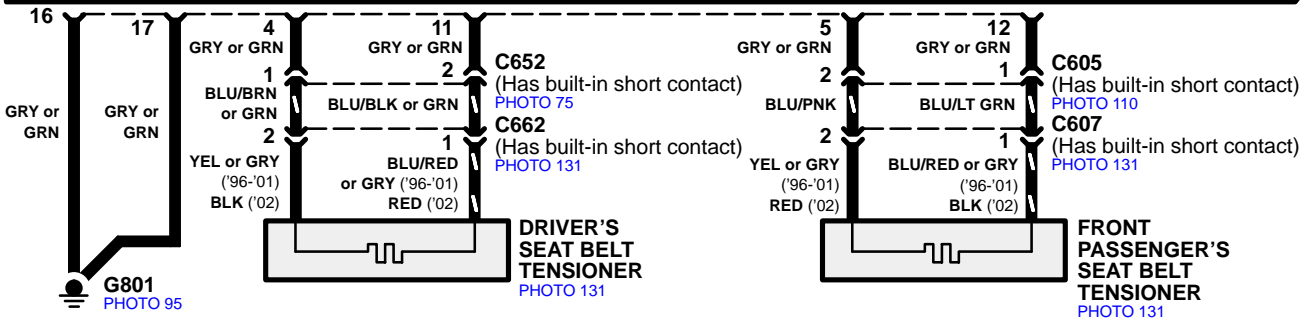 16
17
4
11
5
12
GRY or GRN
GRY or GRN
GRY or GRN
GRY or GRN
1
2
C652
(Has built-in short contact)
PHOTO 75
2
1
C605
(Has built-in short contact)
PHOTO 110
GRY or
GRN
GRY or
GRN
BLU/BRN
or GRN
BLU/BLK or GRN
BLU/PNK
BLU/LT GRN
2
1
C662
(Has built-in short contact)
PHOTO 131
2
1
C607
(Has built-in short contact)
PHOTO 131
YEL or GRY
('96-'01)
BLK ('02)
BLU/RED
or GRY ('96-'01)
RED ('02)
YEL or GRY
('96-'01)
RED ('02)
BLU/RED or GRY
('96-'01)
BLK ('02)
DRIVER'S
SEAT BELT
TENSIONER
PHOTO 131
FRONT
PASSENGER'S
SEAT BELT
TENSIONER
PHOTO 131
G801
PHOTO 95